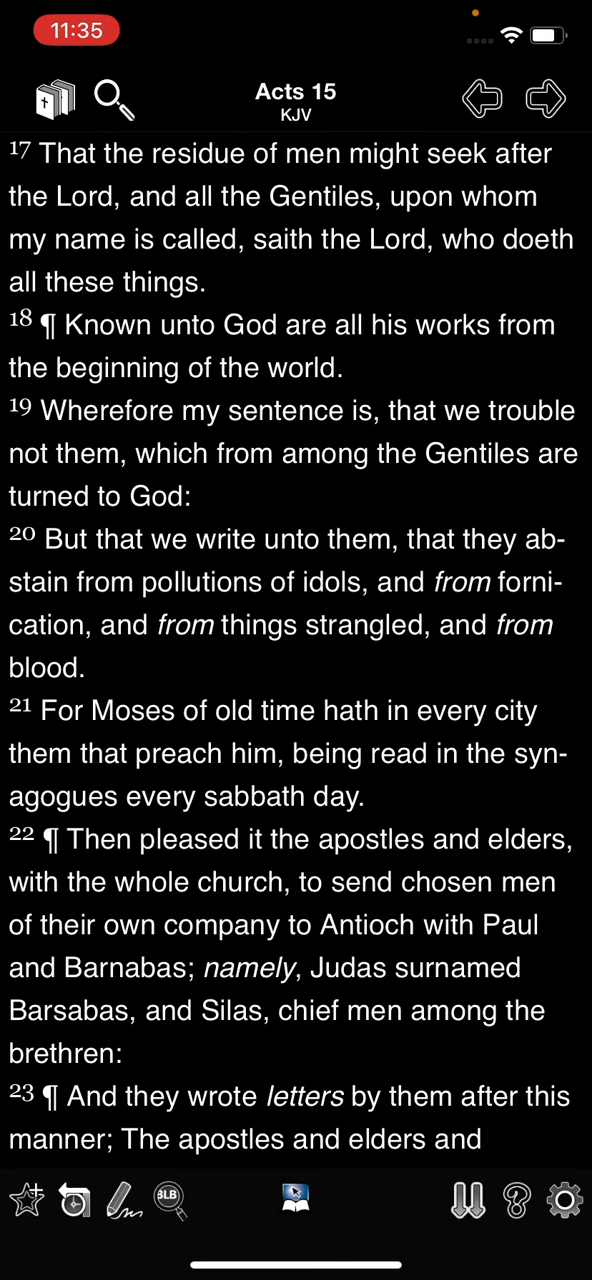 11:35
Acts 15
KJV
17 That the residue of men might seek after
the Lord, and all the Gentiles, upon whom
my name is called, saith the Lord, who doeth
all these things.
18 ¶ Known unto God are all his works from
the beginning of the world.
19 Wherefore my sentence is, that we trouble
not them, which from among the Gentiles are
turned to God:
20 But that we write unto them, that they ab-
stain from pollutions of idols, and from forni-
cation, and from things strangled, and from
blood.
21 For Moses of old time hath in every city
them that preach him, being read in the syn-
agogues every sabbath day.
22 ¶ Then pleased it the apostles and elders,
with the whole church, to send chosen men
of their own company to Antioch with Paul
and Barnabas; namely, Judas surnamed
Barsabas, and Silas, chief men among the
brethren:
23 ¶ And they wrote letters by them after this
manner; The apostles and elders and
BLB